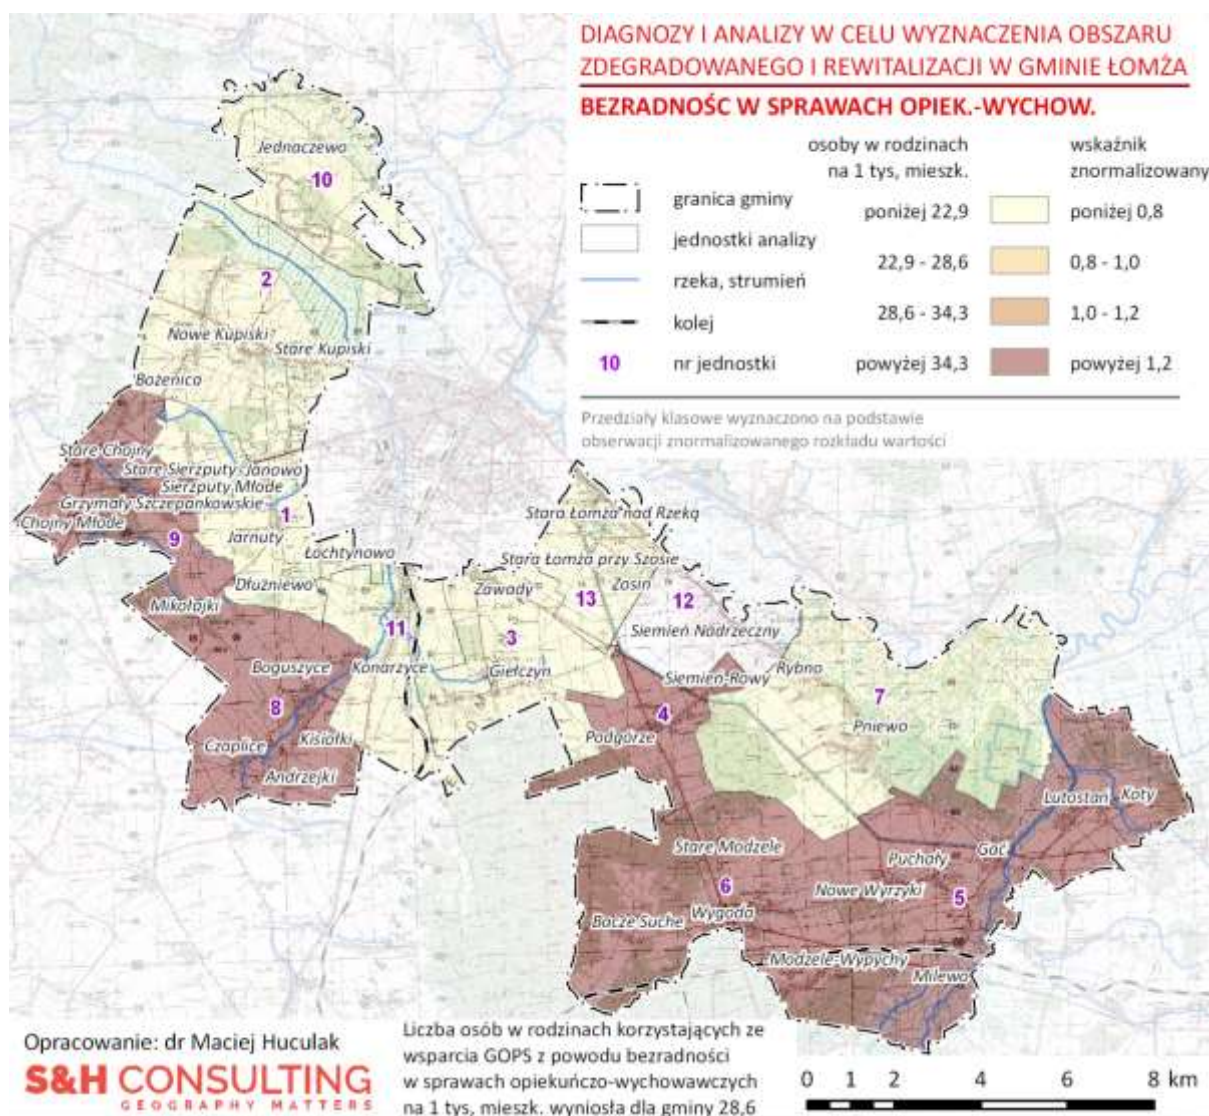 DIAGNOZY I ANALIZY W CELU WYZNACZENIA OBSZARU
ZDEGRADOWANEGO I REWITALIZACJI W GMINIE ŁOMŻA
BEZRADNOŚC W SPRAWACH OPIEK.-WYCHOW.
osoby w rodzinach
na 1 tys, mieszk.
wskaźnik
znormalizowany
granica gminy
poniżej 22,9
poniżej 0,8
jednostki analizy
22,9 - 28,6
0,8 - 1,0
rzeka, strumień
28,6 - 34,3
1,0 - 1,2
kolej
10 nr jednostki
powyżej 34,3
powyżej 1,2
Przedziały klasowe wyznaczono na podstawie
obserwacji znormalizowanego rozkładu wartości
Jednaczewo
10
2
Nowe Kupiski
Stare Kupiski
Bożenica
Stare Chojny
Stare Sierzputy
Janowo
Sierzputy Młode
Grzymały Szczepankowskie
Chojny Młode
1
9
Jarnuty
Łochtynowo
Dłużniewo
Mikołajki
Stara Łomża nad Rzeką
Stara Łomża przy Szosie
Zawady
Zosin
13
12
11
3
Siemień Nadrzeczny
Boguszyce
Konarzyce
Giełczyn
Siemień-Rowy
Rybno
7
8
4
Pniewo
Czaplice
Kisiołki
Podgórze
Andrzejki
Lutostań
Koty
Stare Modzele
Puchały
Gać
6
Nowe Wyrzyki
5
Bacze Suche
Wygoda
Modzele-Wypychy
Milewo
Opracowanie: dr Maciej Huculak
S&H CONSULTING
GEOGRAPHY MATTERS
Liczba osób w rodzinach korzystających ze
wsparcia GOPS z powodu bezradności
w sprawach opiekuńczo-wychowawczych
na 1 tys, mieszk. wyniosła dla gminy 28,6
0 1 2 4 6 8 km